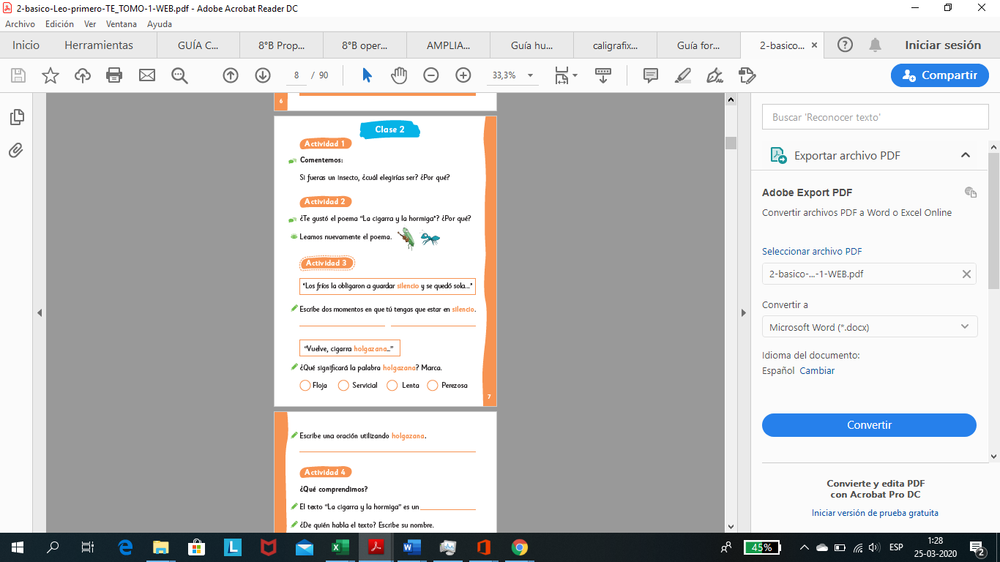 2-basico-Leo-primero-TE_TOMO-1-WEB.pdf - Adobe Acrobat Reader DC
Archivo Edición Ver Ventana Ayuda
Inicio Herramientas GUÍA C... 8°B Prop... 8°B oper... AMPLIA... Guía hu... caligrafix... Guía for... 2-basico... Iniciar sesión
8 / 90 33,3% Compartir
6
Clase 2
Actividad 1
Comentemos:
Si fueras un insecto, ¿cuál elegirías ser? ¿Por qué?
Actividad 2
¿Te gustó el poema "La cigarra y la hormiga"? ¿Por qué?
Leamos nuevamente el poema.
Actividad 3
"Los fríos la obligaron a guardar silencio y se quedó sola..."
Escribe dos momentos en que tú tengas que estar en silencio.
"Vuelve, cigarra holgazana..."
¿Qué significará la palabra holgazana? Marca.
Floja Servicial Lenta Perezosa
7
Escribe una oración utilizando holgazana.
Actividad 4
¿Qué comprendimos?
El texto "La cigarra y la hormiga" es un
¿De quién habla el texto? Escribe su nombre.
Buscar 'Reconocer texto'
Exportar archivo PDF
Adobe Export PDF
Convertir archivos PDF a Word o Excel Online
Seleccionar archivo PDF
2-basico-...-1-WEB.pdf
Convertir a
Microsoft Word (*.docx)
Idioma del documento:
Español Cambiar
Convertir
Convierte y edita PDF
con Acrobat Pro DC
Iniciar versión de prueba gratuita
45% ESP 1:28
25-03-2020 2